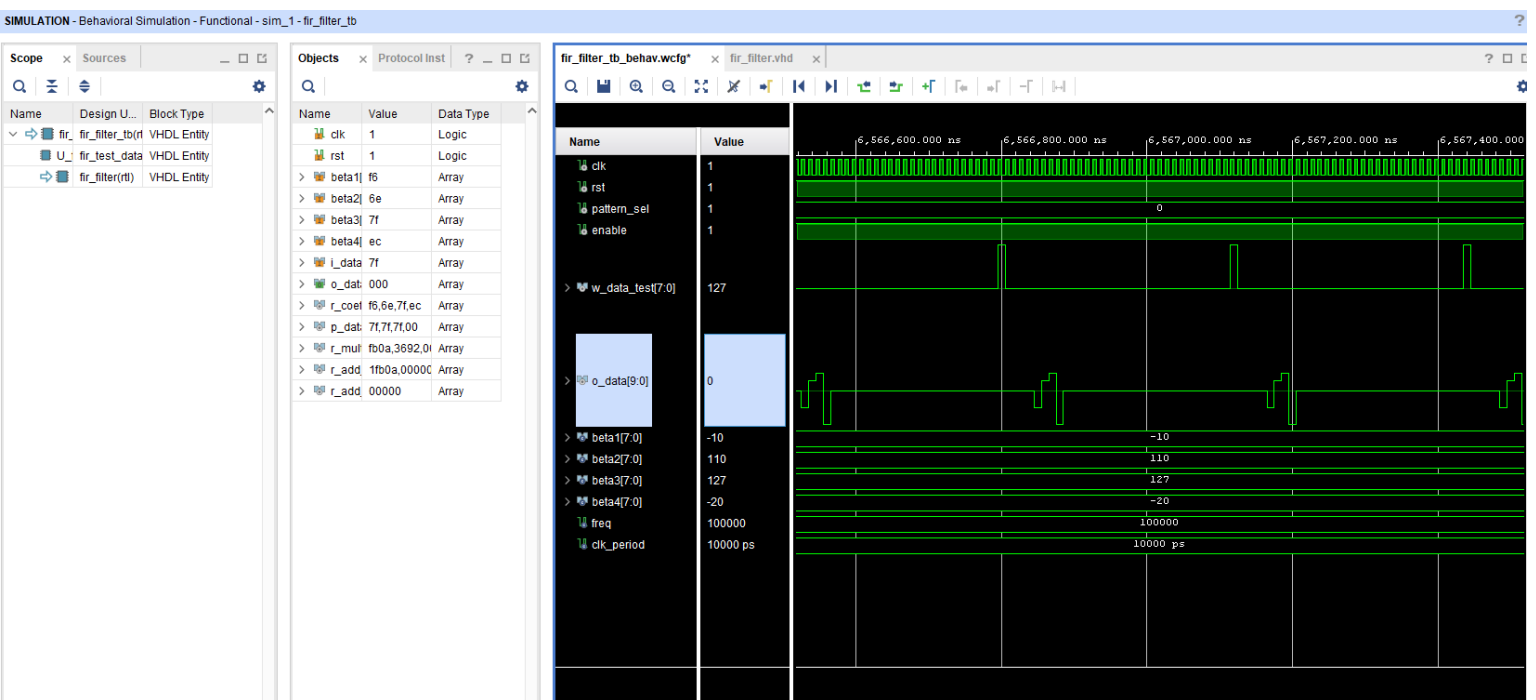 SIMULATION - Behavioral Simulation - Functional - sim_1 - fir_filter_tb ?
Scope × Sources
Objects × Protocol Inst ?
fir_filter_tb_behav.wcfg* × fir_filter.vhd × ?
Name Design U... Block Type
fir_ fir_filter_tb(rt VHDL Entity
U_ fir_test_data VHDL Entity
fir_filter(rtl) VHDL Entity
Name Value Data Type
clk 1 Logic
rst 1 Logic
beta1[ f6 Array
beta2[ 6e Array
beta3[ 7f Array
beta4[ ec Array
i_data 7f Array
o_dat 000 Array
r_coef f6,6e,7f,ec Array
p_dat 7f,7f,7f,00 Array
r_mul fb0a,3692,0 Array
r_add_ 1fb0a,0000 Array
r_add_ 00000 Array
Name Value
6,566,600.000 ns 6,566,800.000 ns 6,567,000.000 ns 6,567,200.000 ns 6,567,400.000
clk 1
rst 1
pattern_sel 1 0
enable 1
w_data_test[7:0] 127
o_data[9:0] 0
beta1[7:0] -10 -10
beta2[7:0] 110 110
beta3[7:0] 127 127
beta4[7:0] -20 -20
freq 100000 100000
clk_period 10000 ps 10000 ps